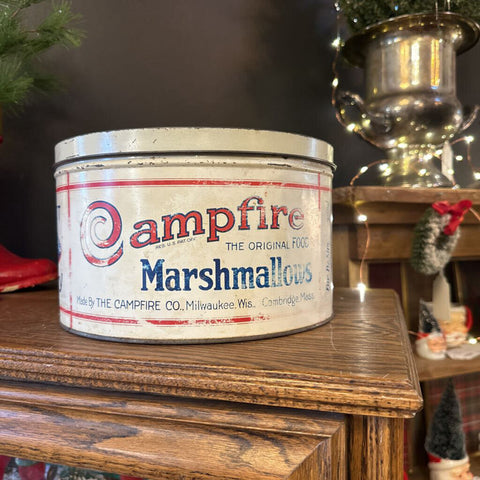 Campfire
REG. U.S. PAT. OFF.
THE ORIGINAL FOOD
Marshmallows
Made By THE CAMPFIRE CO., Milwaukee. Wis. Cambridge. Mass.